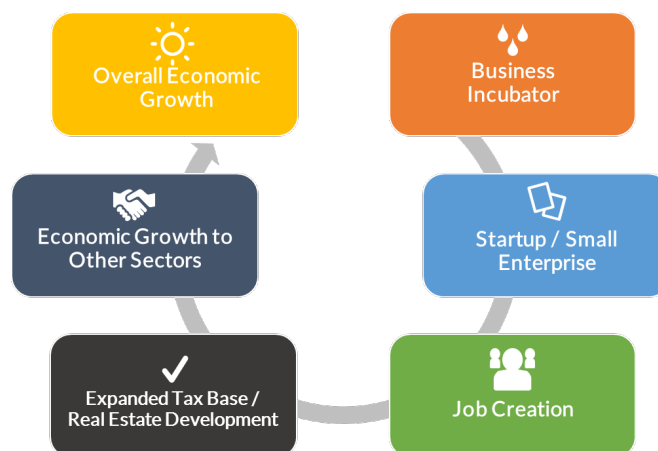 Overall Economic
Growth
Business
Incubator
Economic Growth to
Other Sectors
Startup / Small
Enterprise
Expanded Tax Base /
Real Estate Development
Job Creation